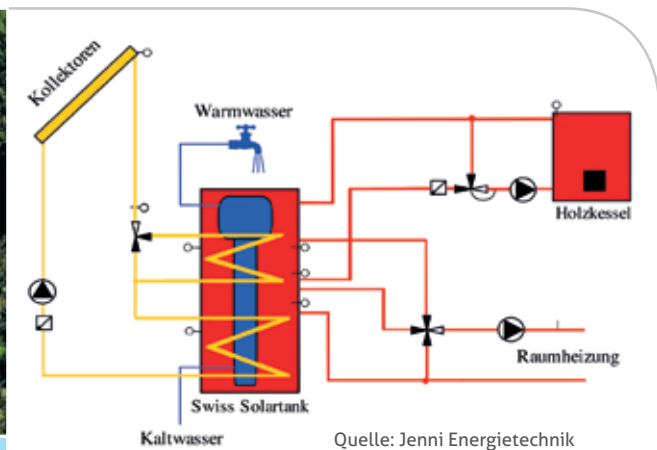 Kollektoren
Warmwasser
Holzkessel
Raumheizung
Swiss Solartank
Kaltwasser
Quelle: Jenni Energietechnik